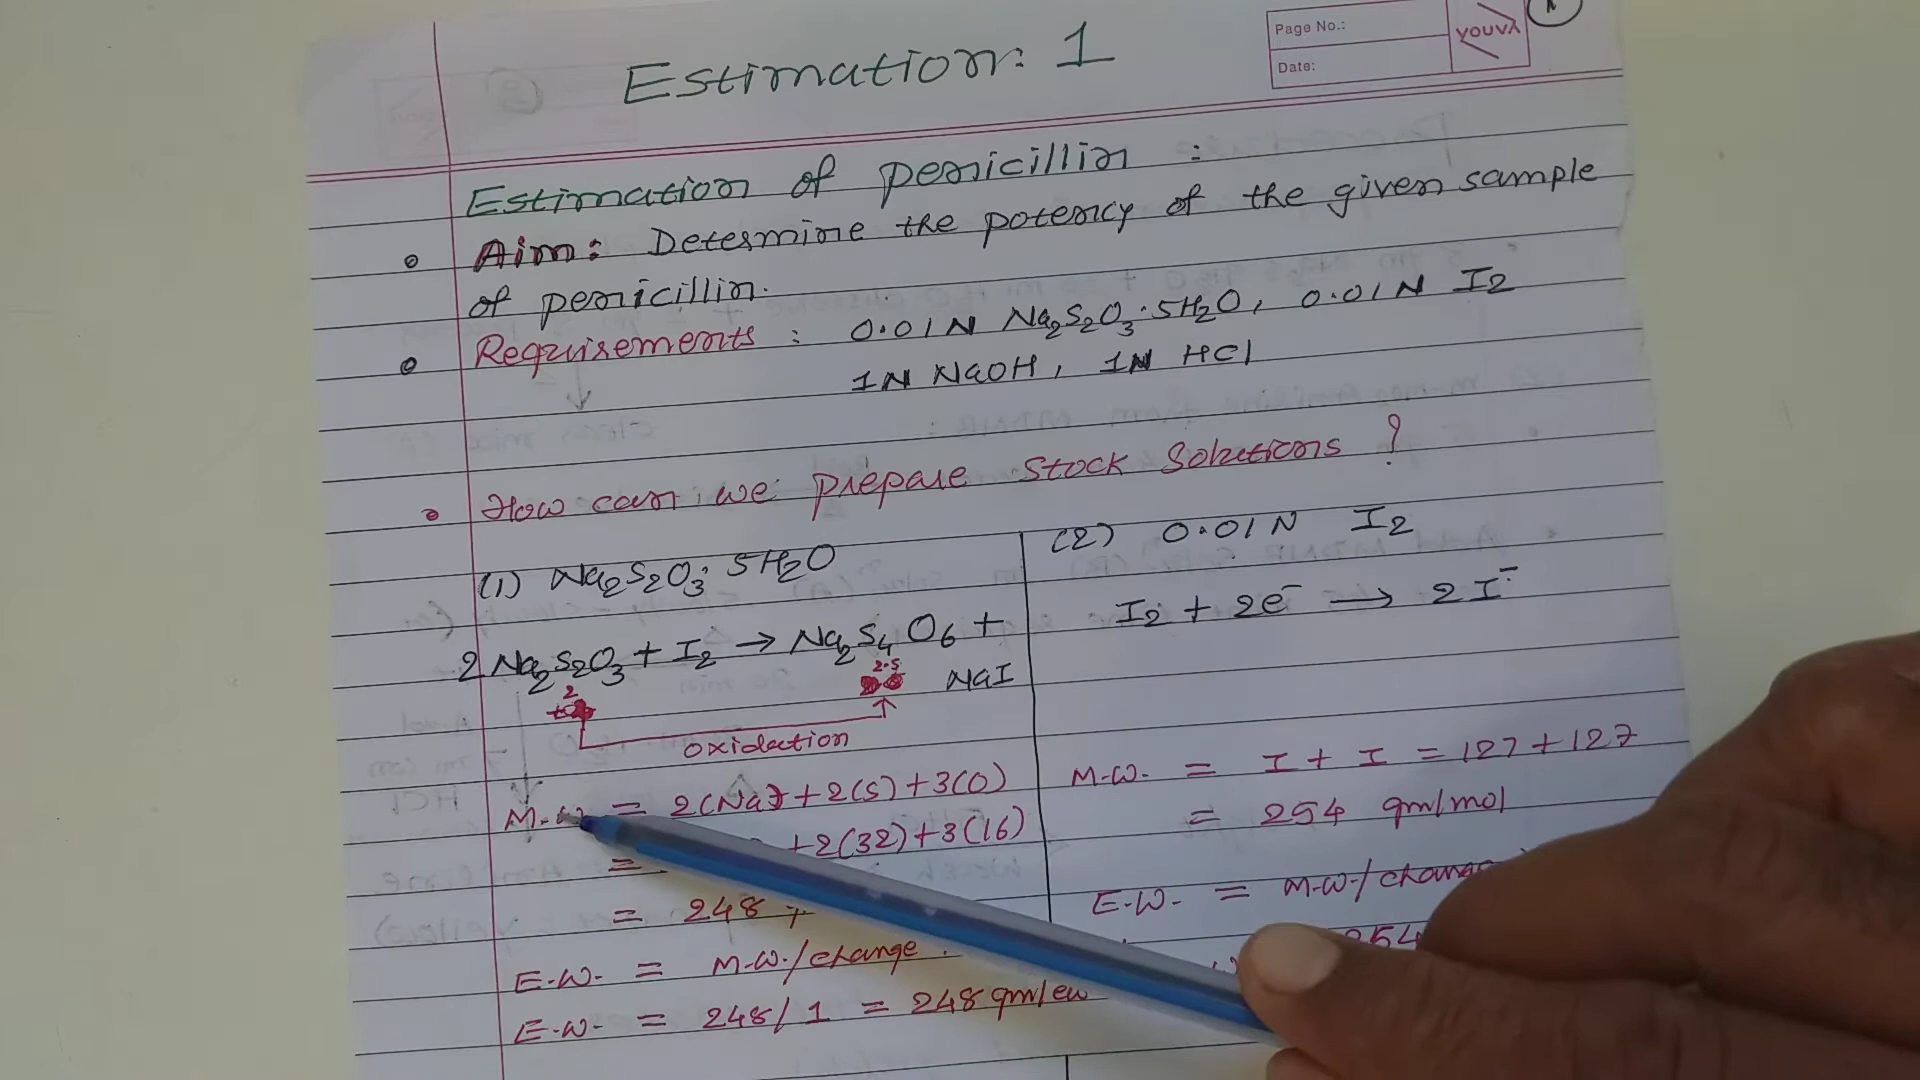 Estimation: 1
Page No.:
Date:
YOUVA
Estimation of penicillin :
Aim: Determine the potency of the given sample
of penicillin.
Requirements : 0.01N Na2S2O3·5H2O, 0.01N I2
1N NaOH, 1N HCl
How can we prepare stock solutions ?
(1) Na2S2O3·5H2O
2Na2S2O3 + I2 → Na2S4O6 +
NaI
2
2.5
oxidation
M.W. = 2(Na) + 2(S) + 3(O)
= +2(32)+3(16)
= 248
E.W. = M.W./change.
E.W. = 248/1 = 248 gm/ew
(2) 0.01N I2
I2 + 2e⁻ → 2I⁻
M.W. = I + I = 127+127
= 254 gm/mol
E.W. = M.W./change
254